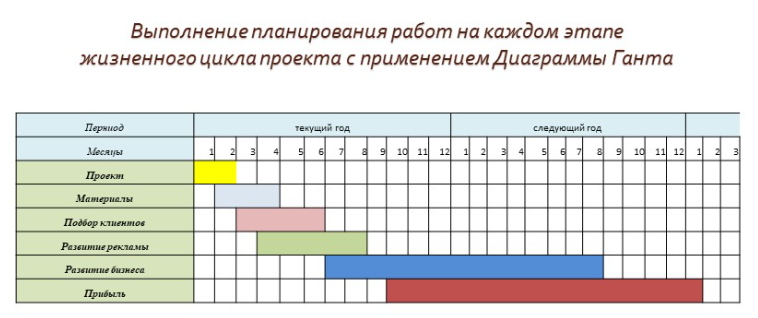 Выполнение планирования работ на каждом этапе
жизненного цикла проекта с применением Диаграммы Ганта
Период текущий год следующий год
Месяцы 1 2 3 4 5 6 7 8 9 10 11 12 1 2 3 4 5 6 7 8 9 10 11 12 1 2 3
Проект
Материалы
Подбор клиентов
Развитие рекламы
Развитие бизнеса
Прибыль